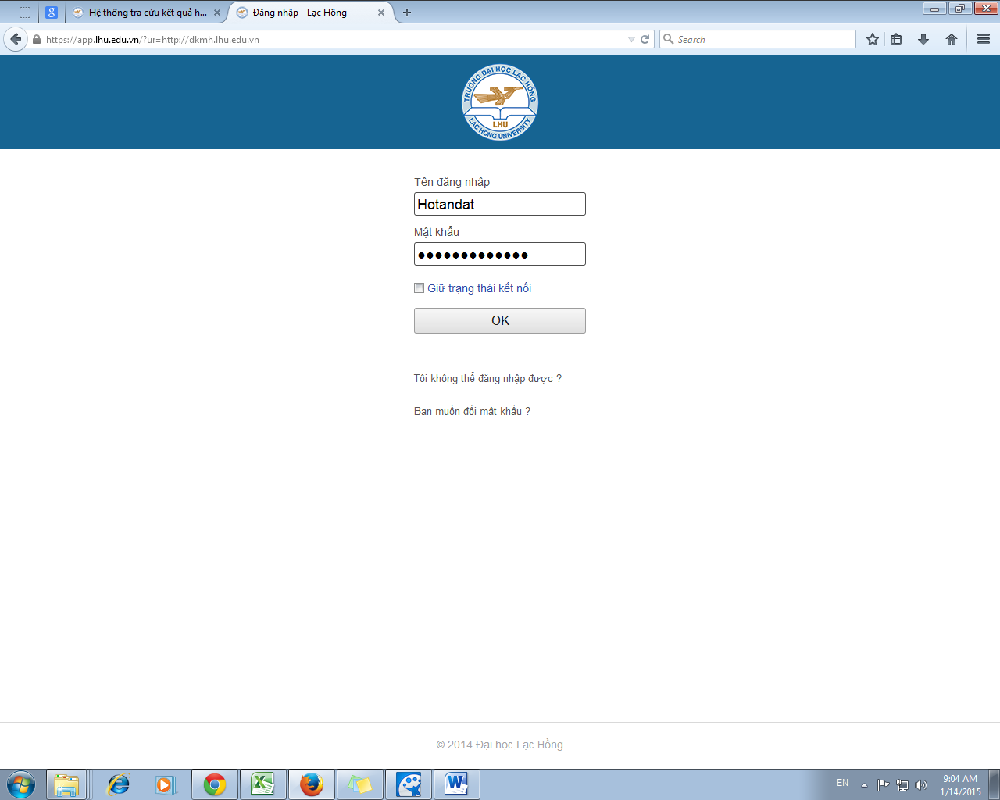 Hệ thống tra cứu kết quả h...
Đăng nhập - Lạc Hồng
https://app.lhu.edu.vn/?ur=http://dkmh.lhu.edu.vn
Search
TRƯỜNG ĐẠI HỌC LẠC HỒNG
LHU
LAC HONG UNIVERSITY
Tên đăng nhập
Hotandat
Mật khẩu
Giữ trạng thái kết nối
OK
Tôi không thể đăng nhập được ?
Bạn muốn đổi mật khẩu ?
© 2014 Đại học Lạc Hồng
EN
9:04 AM
1/14/2015